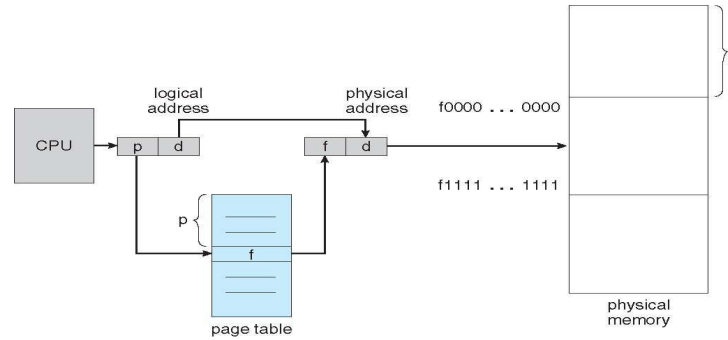 logical
address
physical
address
f0000 ... 0000
CPU
p
d
f
d
f1111 ... 1111
p
f
page table
physical
memory